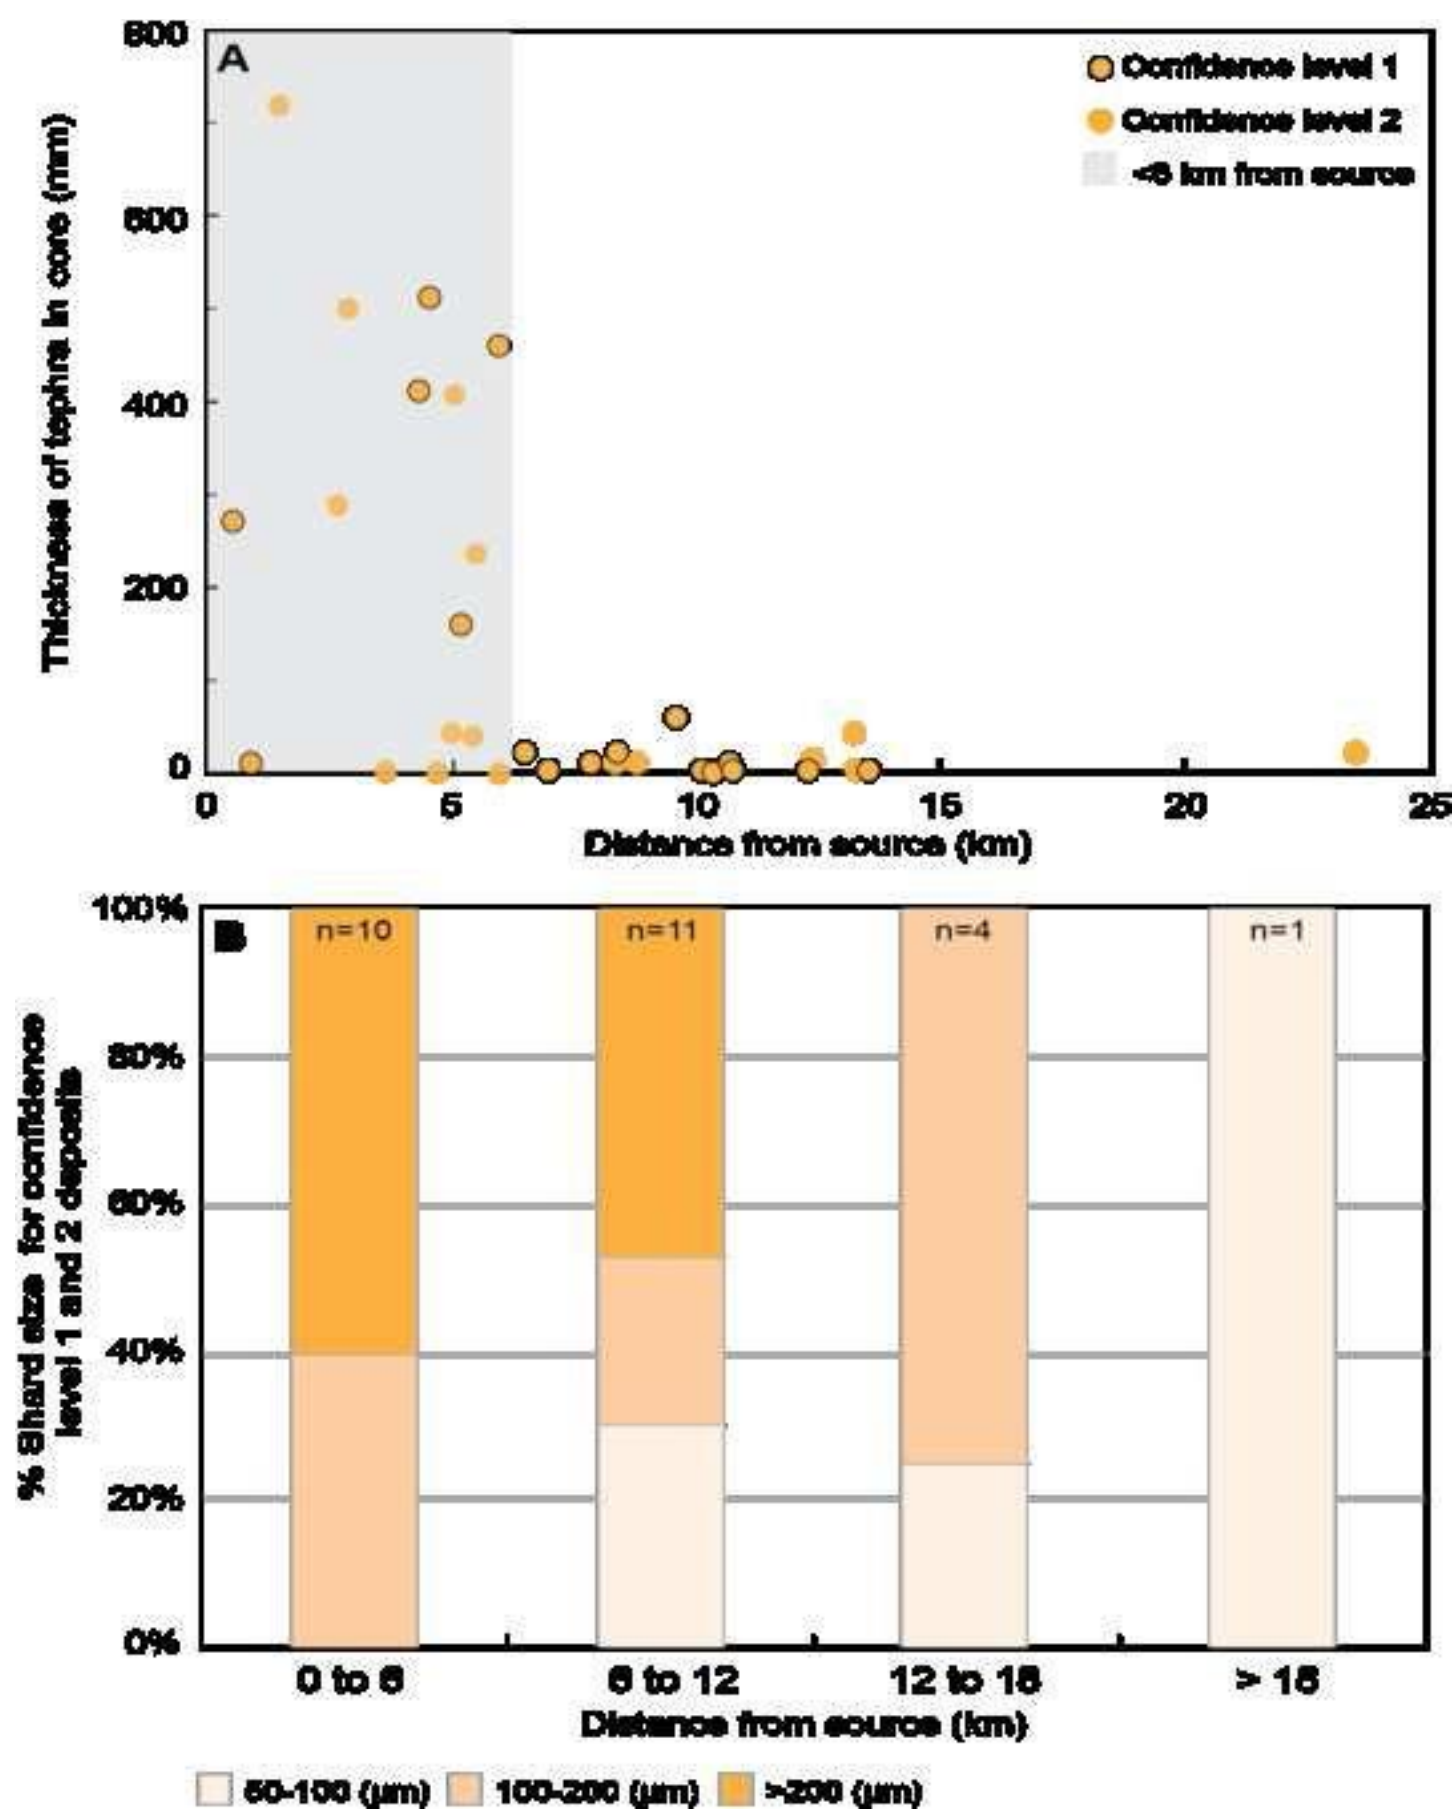 A
Confidence level 1
Confidence level 2
<6 km from source
Thickness of tephra in core (mm)
800
600
400
200
0
0 5 10 15 20 25
Distance from source (km)
B
n=10 n=11 n=4 n=1
% Shard size for confidence
level 1 and 2 deposits
100%
80%
60%
40%
20%
0%
0 to 6 6 to 12 12 to 18 > 18
Distance from source (km)
50-100 (μm) 100-200 (μm) >200 (μm)